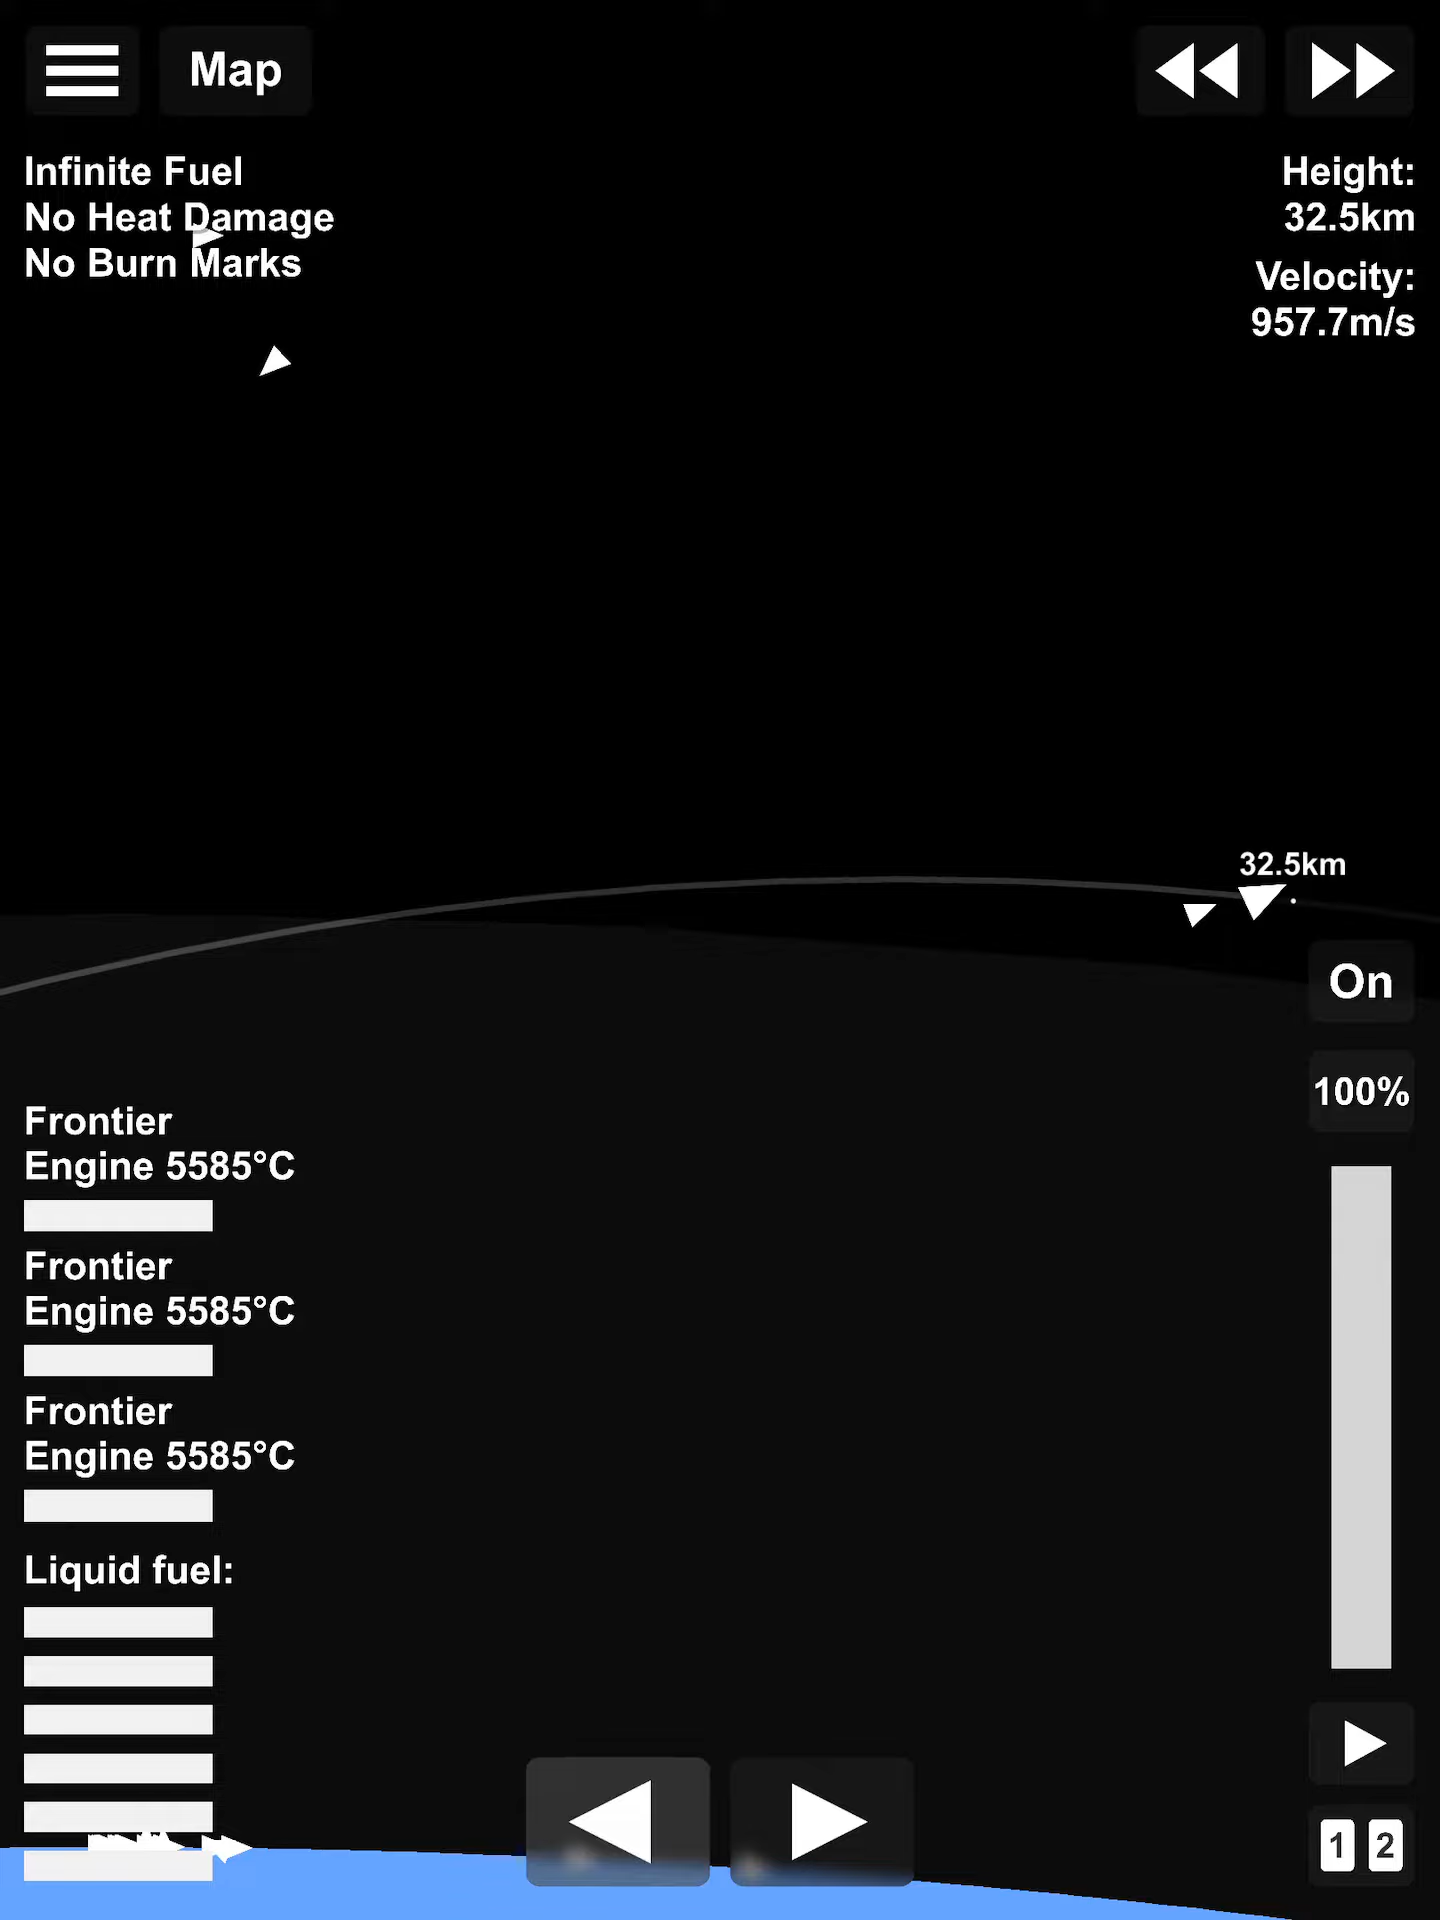 Map
Infinite Fuel
No Heat Damage
No Burn Marks
Height:
32.5km
Velocity:
957.7m/s
32.5km
On
100%
Frontier
Engine 5585°C
Frontier
Engine 5585°C
Frontier
Engine 5585°C
Liquid fuel:
1 2